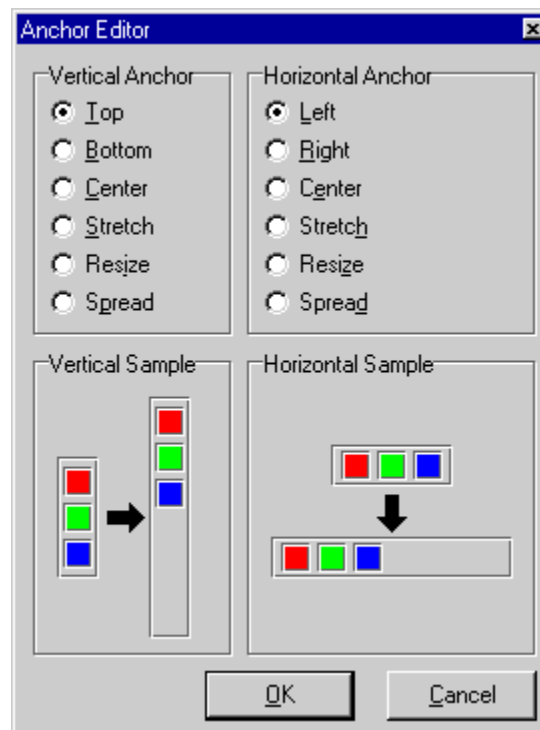 Anchor Editor
Vertical Anchor
Top
Bottom
Center
Stretch
Resize
Spread
Horizontal Anchor
Left
Right
Center
Stretch
Resize
Spread
Vertical Sample
Horizontal Sample
OK
Cancel